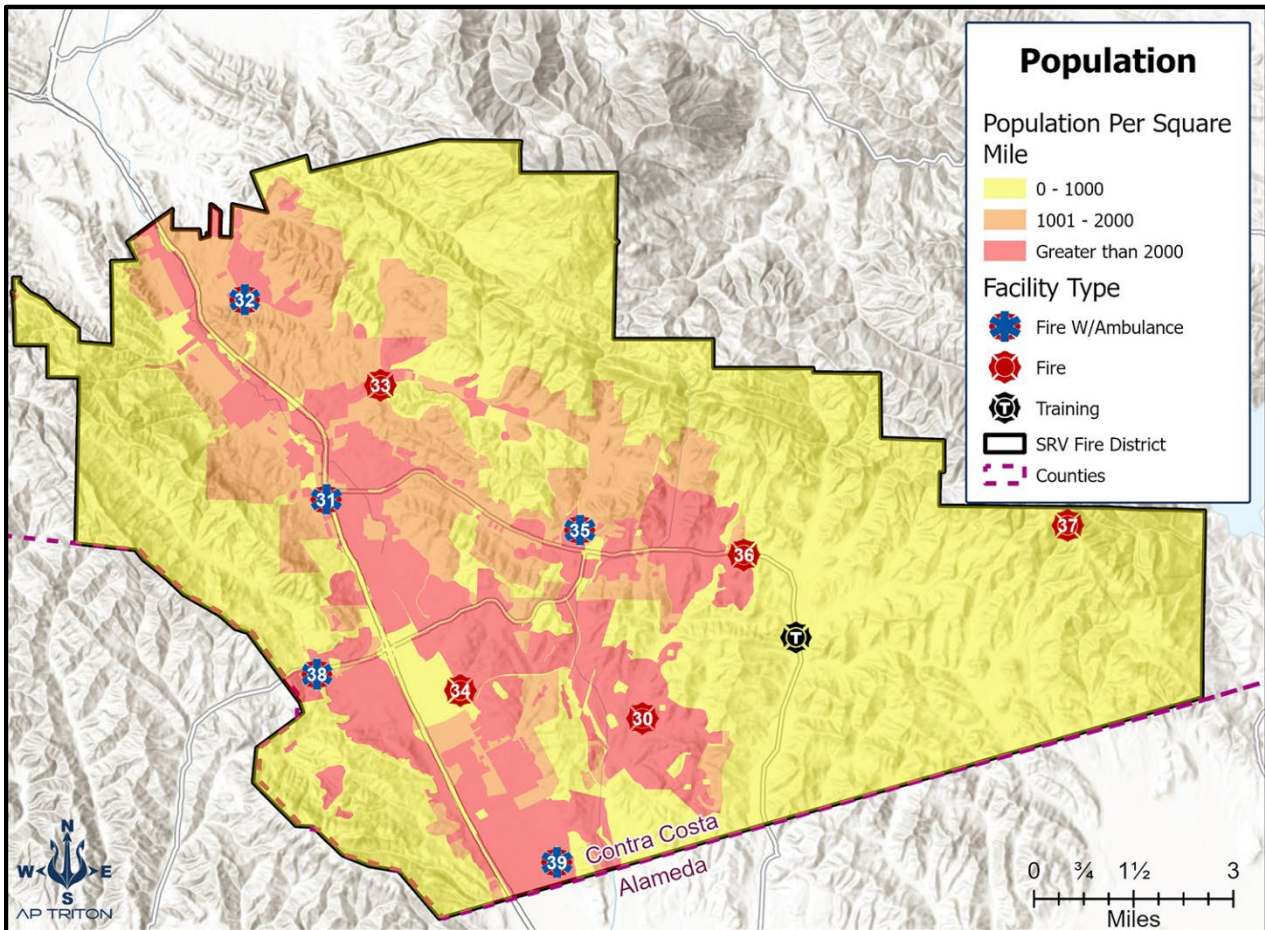 Population
Population Per Square
Mile
0 - 1000
1001 - 2000
Greater than 2000
Facility Type
Fire W/Ambulance
Fire
T
Training
SRV Fire District
Counties
32
33
31
35
36
37
T
38
34
30
39
Contra Costa
Alameda
N
W
E
S
AP TRITON
0 ¾ 1½ 3
Miles